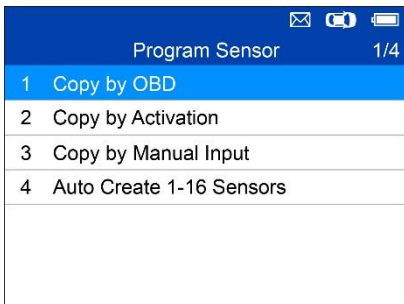 Program Sensor 1/4
1 Copy by OBD
2 Copy by Activation
3 Copy by Manual Input
4 Auto Create 1-16 Sensors